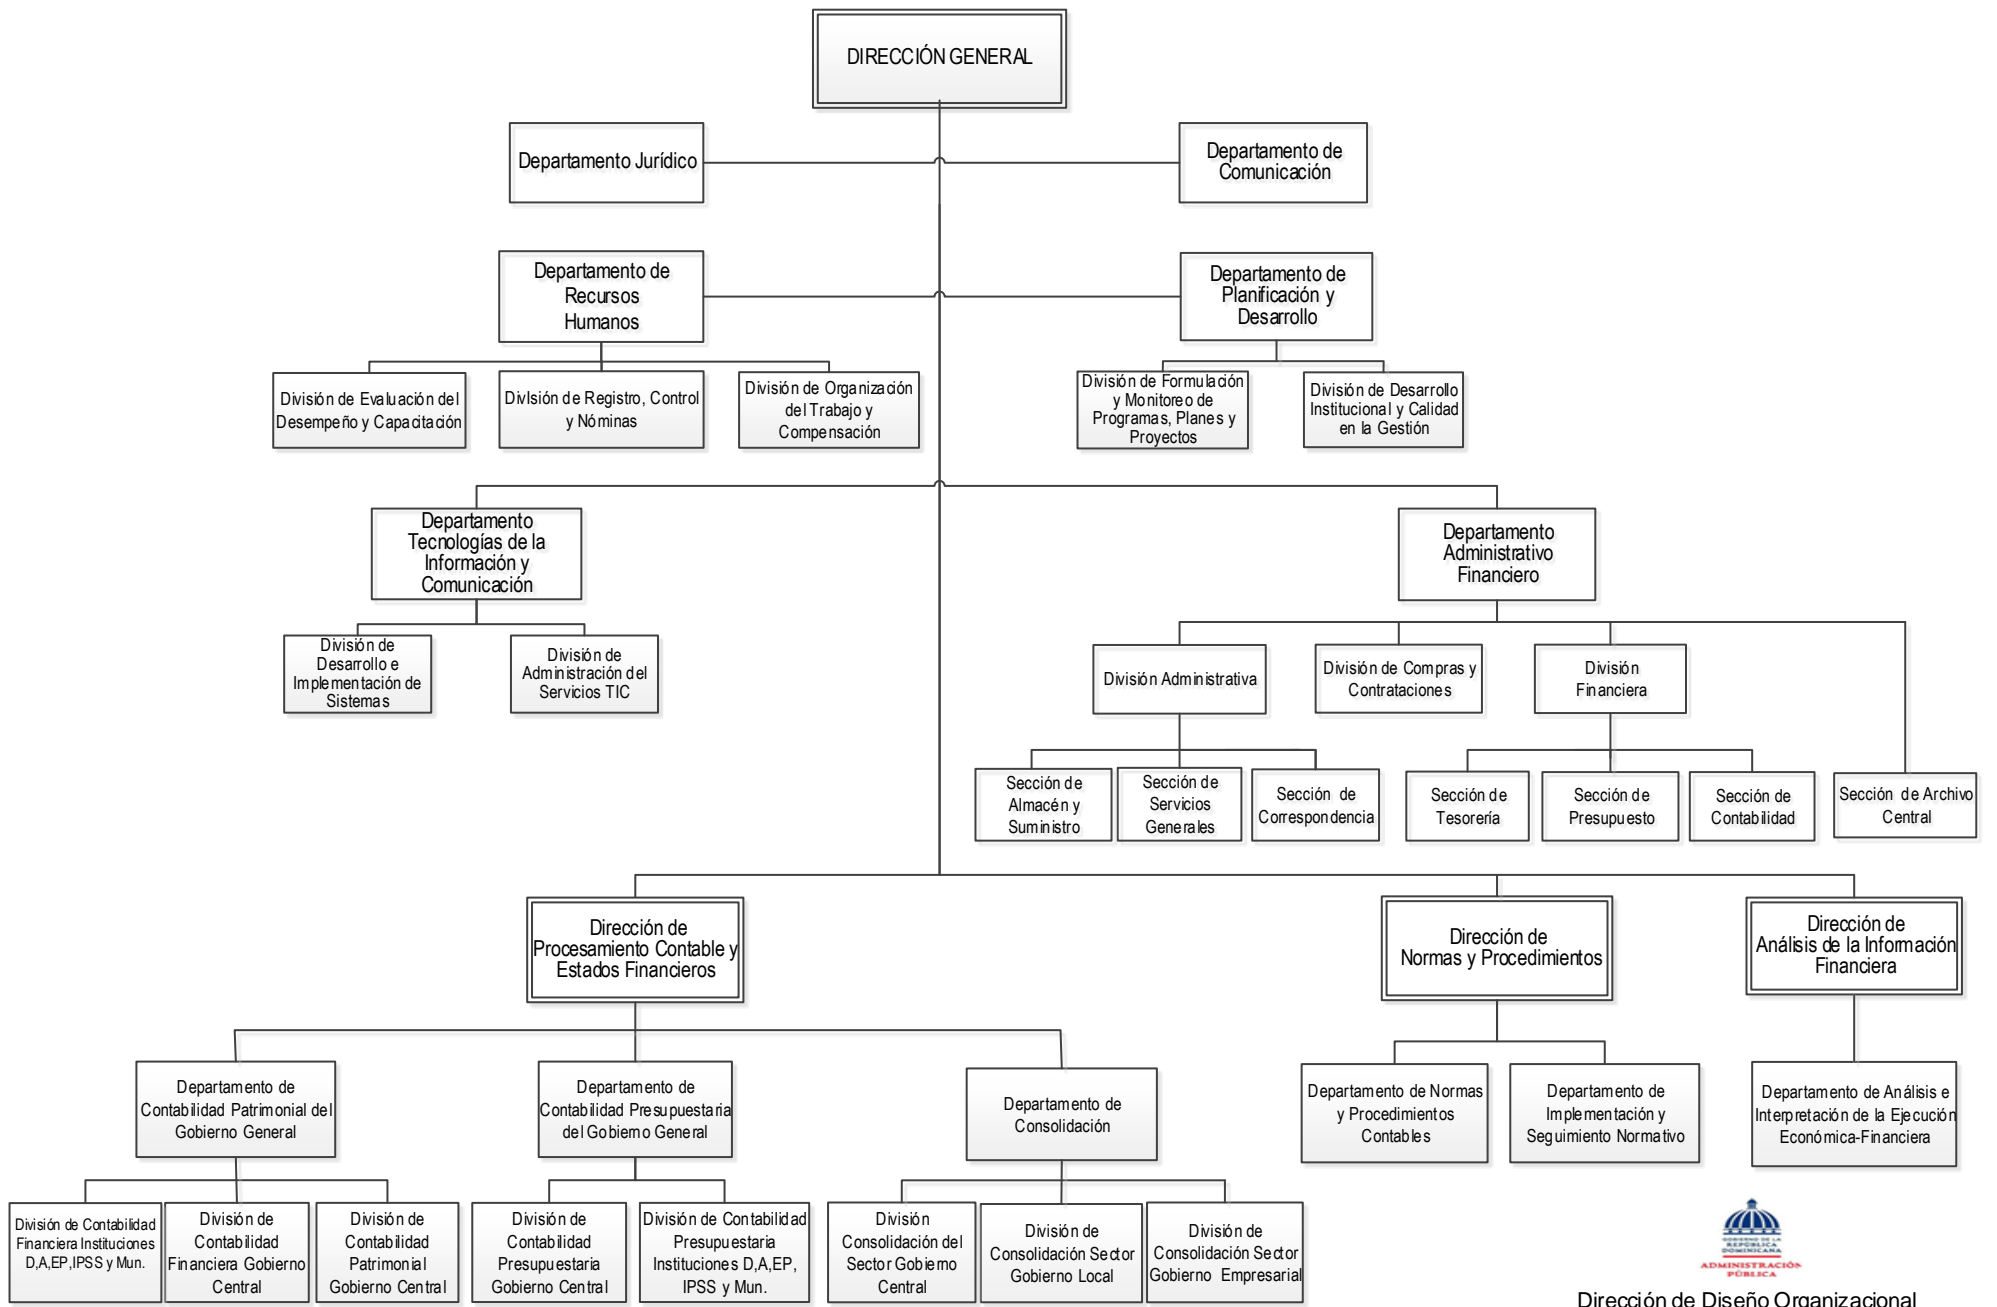 DIRECCIÓN GENERAL
Departamento Jurídico
Departamento de
Comunicación
Departamento de
Recursos
Humanos
Departamento de
Planificación y
Desarrollo
División de Evaluación del
Desempeño y Capacitación
DivIsión de Registro, Control
y Nóminas
División de Organización
del Trabajo y
Compensación
División de Formulación
y Monitoreo de
Programas, Planes y
Proyectos
División de Desarrollo
Institucional y Calidad
en la Gestión
Departamento
Tecnologías de la
Información y
Comunicación
Departamento
Administrativo
Financiero
División de
Desarrollo e
Implementación de
Sistemas
División de
Administración del
Servicios TIC
División Administrativa
División de Compras y
Contrataciones
División
Financiera
Sección de
Almacén y
Suministro
Sección de
Servicios
Generales
Sección de
Correspondencia
Sección de
Tesorería
Sección de
Presupuesto
Sección de
Contabilidad
Sección de Archivo
Central
Dirección de
Procesamiento Contable y
Estados Financieros
Dirección de
Normas y Procedimientos
Dirección de
Análisis de la Información
Financiera
Departamento de
Contabilidad Patrimonial del
Gobierno General
Departamento de
Contabilidad Presupuestaria
del Gobierno General
Departamento de
Consolidación
Departamento de Normas
y Procedimientos
Contables
Departamento de
Implementación y
Seguimiento Normativo
Departamento de Análisis e
Interpretación de la Ejecución
Económica-Financiera
División de Contabilidad
Financiera Instituciones
D,A,EP,IPSS y Mun.
División de
Contabilidad
Financiera Gobierno
Central
División de
Contabilidad
Patrimonial
Gobierno Central
División de
Contabilidad
Presupuestaria
Gobierno Central
División de Contabilidad
Presupuestaria
Instituciones D,A,EP,
IPSS y Mun.
División
Consolidación del
Sector Gobierno
Central
División de
Consolidación Sector
Gobierno Local
División de
Consolidación Sector
Gobierno Empresarial
GOBIERNO DE LA
REPÚBLICA
DOMINICANA
ADMINISTRACIÓN
PÚBLICA
Dirección de Diseño Organizacional